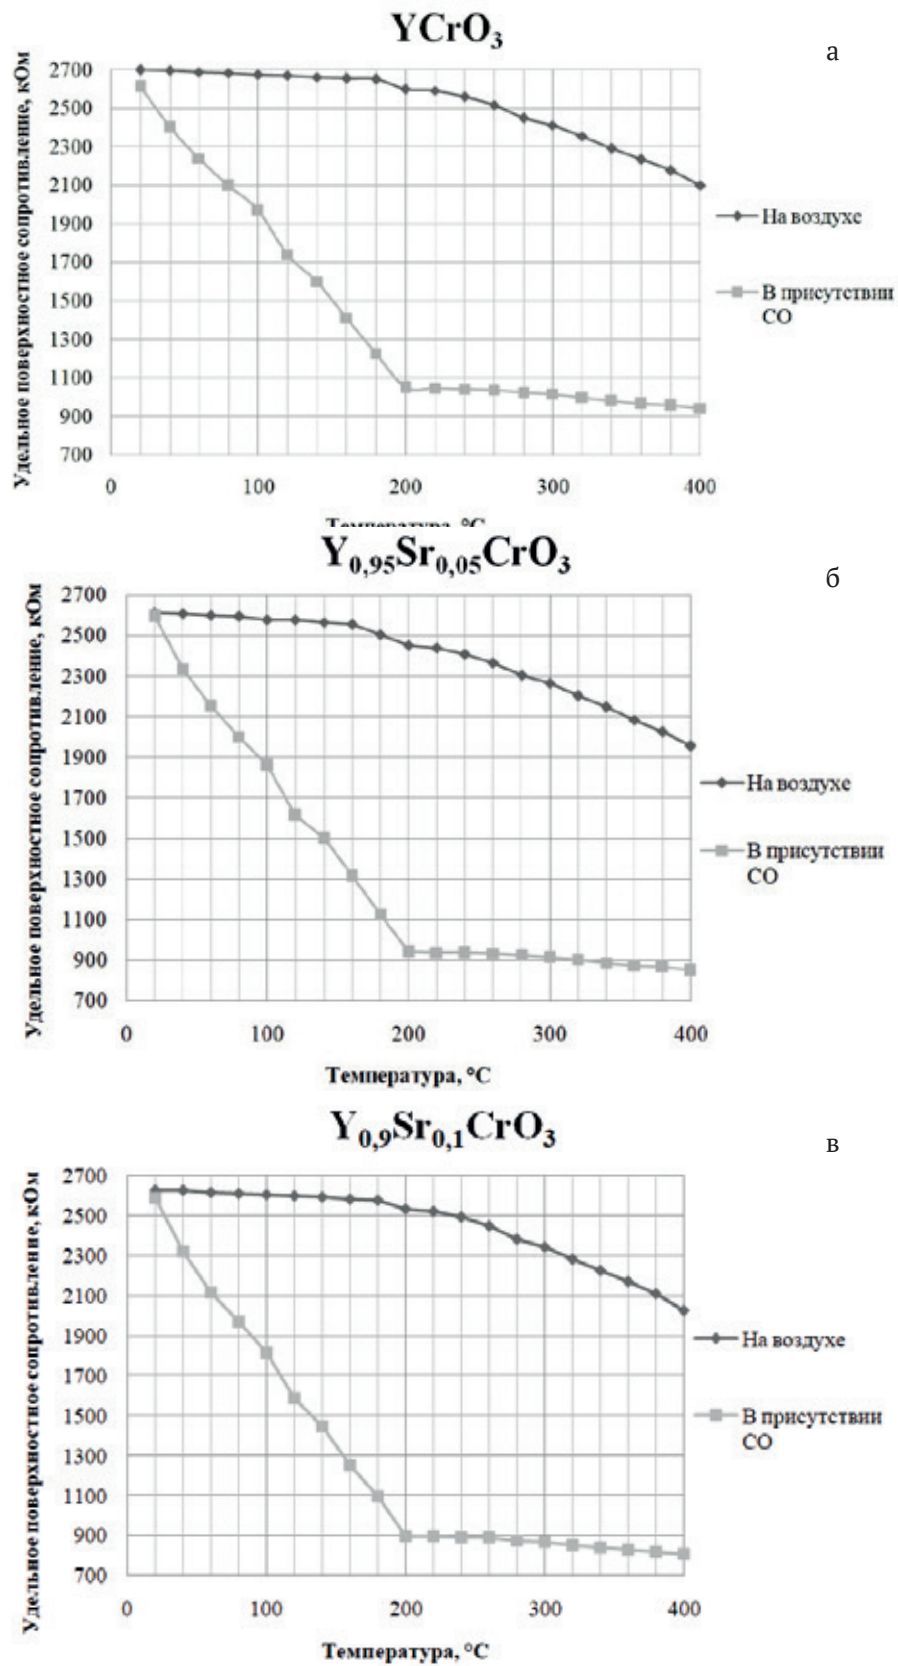 YCrO₃
а
Удельное поверхностное сопротивление, кОм
2700
2500
2300
2100
1900
1700
1500
1300
1100
900
700
0 100 200 300 400
Температура, °С
На воздухе
В присутствии
СО
Y₀,₉₅Sr₀,₀₅CrO₃
б
Удельное поверхностное сопротивление, кОм
2700
2500
2300
2100
1900
1700
1500
1300
1100
900
700
0 100 200 300 400
Температура, °С
На воздухе
В присутствии
СО
Y₀,₉Sr₀,₁CrO₃
в
Удельное поверхностное сопротивление, кОм
2700
2500
2300
2100
1900
1700
1500
1300
1100
900
700
0 100 200 300 400
Температура, °С
На воздухе
В присутствии
СО